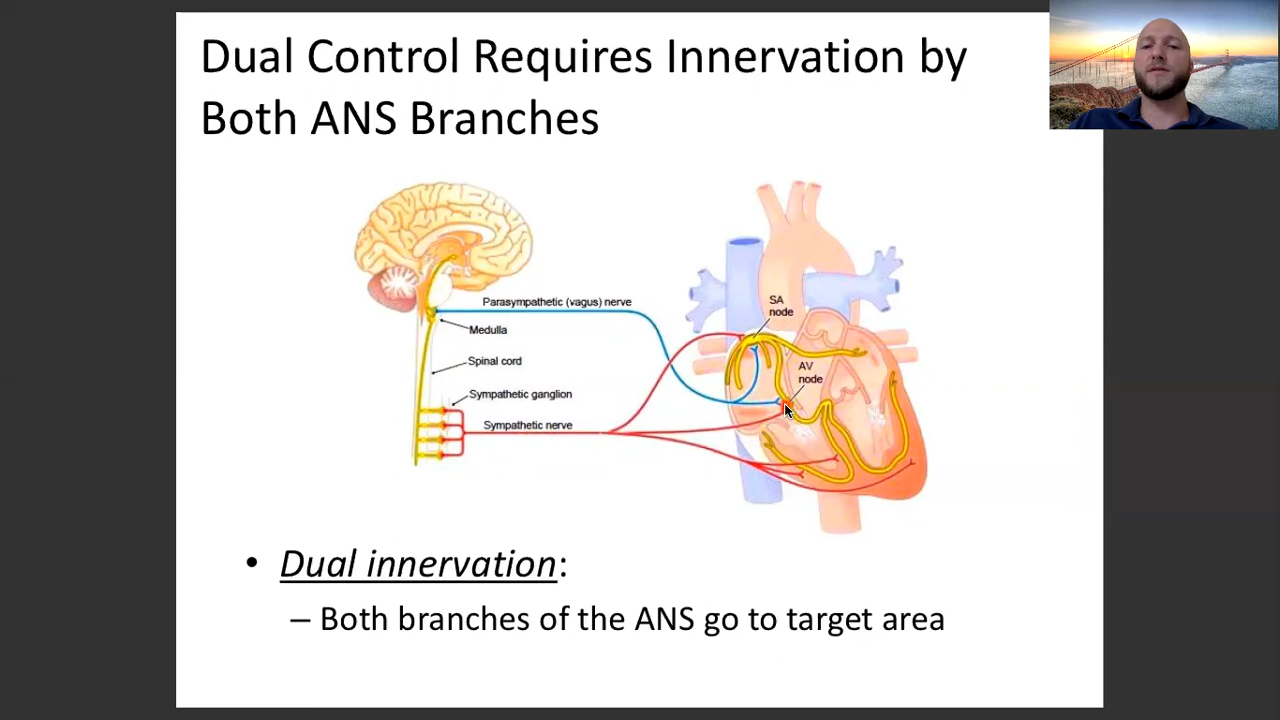 Dual Control Requires Innervation by
Both ANS Branches
Parasympathetic (vagus) nerve
Medulla
Spinal cord
Sympathetic ganglion
Sympathetic nerve
SA
node
AV
node
• Dual innervation:
– Both branches of the ANS go to target area